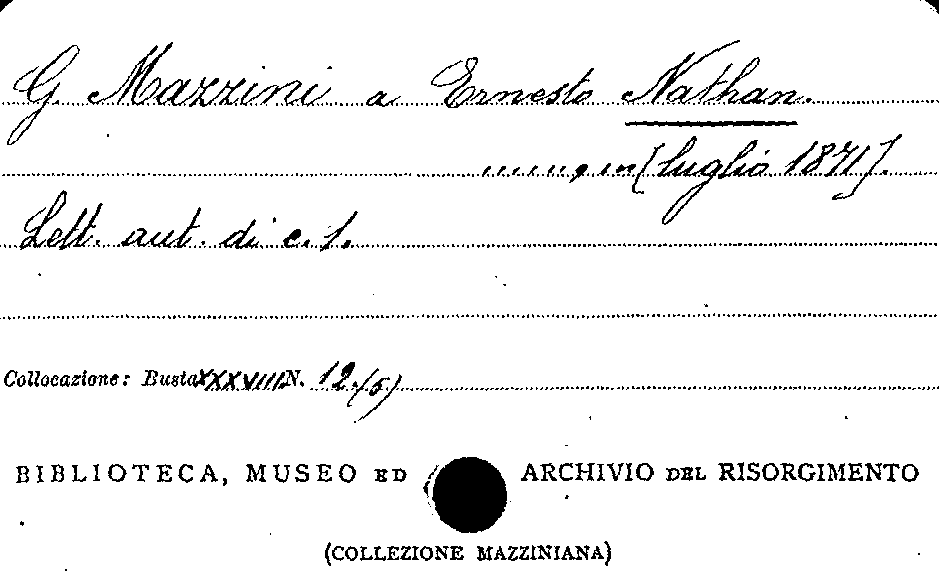 G. Mazzini a Ernesto Nathan.
......, ...[luglio 1871].
Lett. aut. di c. 1.
Collocazione: Busta XXXVIII N. 12.(5)
BIBLIOTECA, MUSEO ED ARCHIVIO DEL RISORGIMENTO
(COLLEZIONE MAZZINIANA)